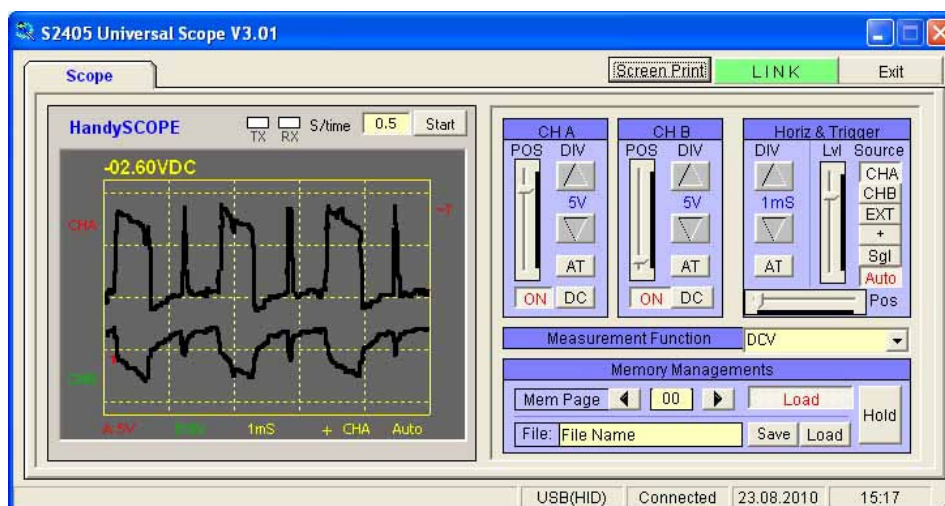 S2405 Universal Scope V3.01
Scope
Screen Print LINK Exit
HandySCOPE TX RX S/time 0.5 Start
-02.60VDC
CHA
-T
A:5V 1mS + CHA Auto
CH A
POS DIV
5V
AT
ON DC
CH B
POS DIV
5V
AT
ON DC
Horiz & Trigger
DIV Lvl Source
1mS
AT
CHA
CHB
EXT
+
Sgl
Auto
Pos
Measurement Function DCV
Memory Managements
Mem Page 00 Load
Hold
File: File Name Save Load
USB(HID) Connected 23.08.2010 15:17